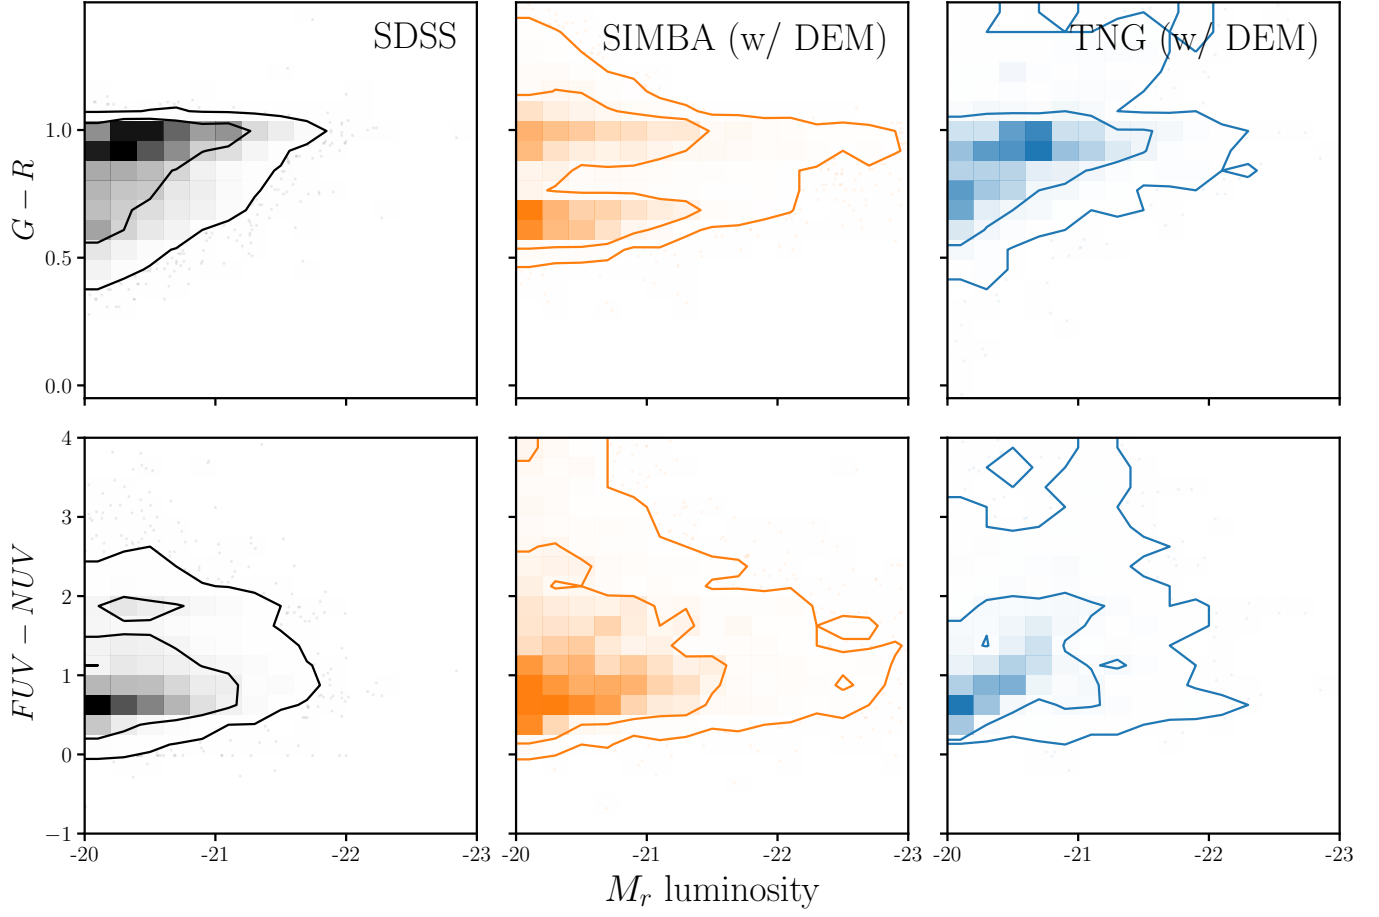 SDSS
SIMBA (w/ DEM)
TNG (w/ DEM)
G − R
1.0
0.5
0.0
FUV − NUV
4
3
2
1
0
−1
-20 -21 -22 -23
-20 -21 -22 -23
-20 -21 -22 -23
M_r luminosity